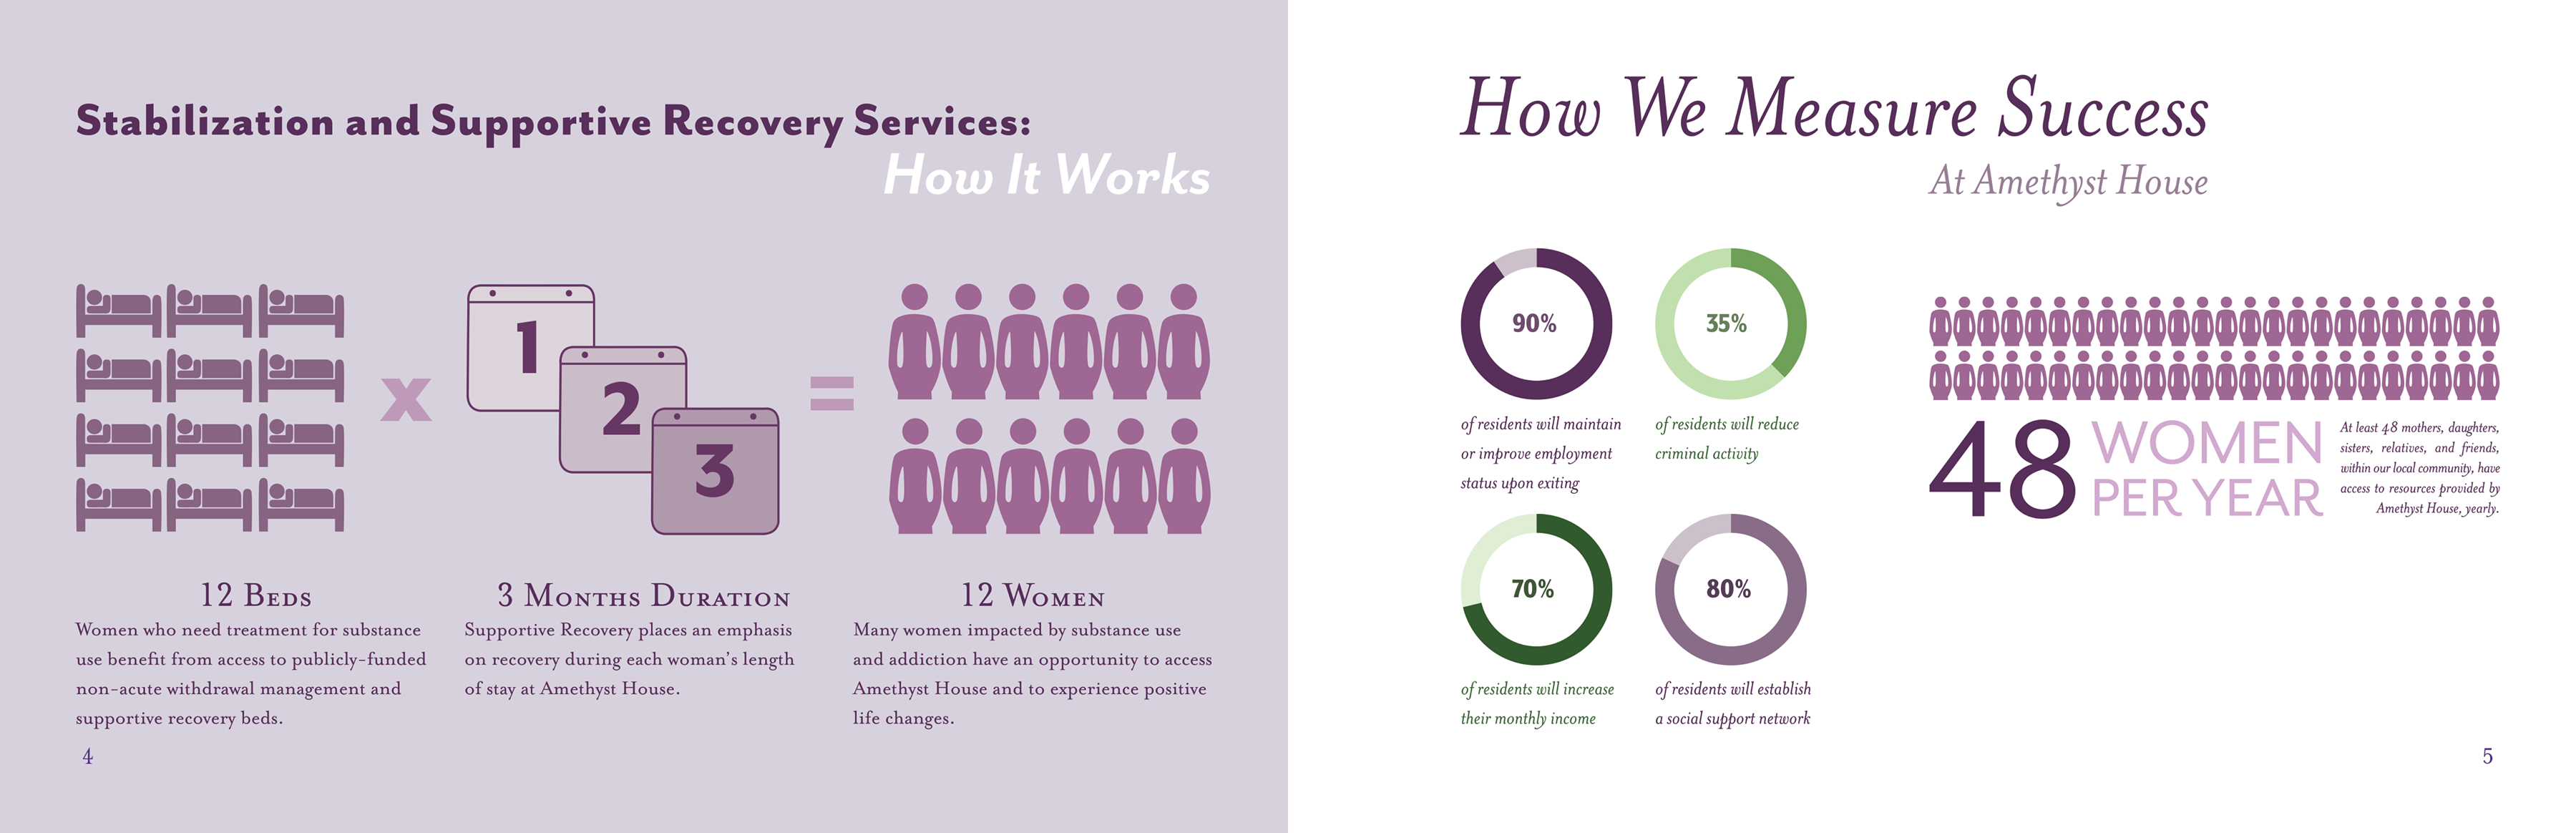 Stabilization and Supportive Recovery Services:
How It Works
1
2
3
x
=
12 Beds
Women who need treatment for substance
use benefit from access to publicly-funded
non-acute withdrawal management and
supportive recovery beds.
3 Months Duration
Supportive Recovery places an emphasis
on recovery during each woman's length
of stay at Amethyst House.
12 Women
Many women impacted by substance use
and addiction have an opportunity to access
Amethyst House and to experience positive
life changes.
4
How We Measure Success
At Amethyst House
90%
of residents will maintain
or improve employment
status upon exiting
35%
of residents will reduce
criminal activity
70%
of residents will increase
their monthly income
80%
of residents will establish
a social support network
48 WOMEN
PER YEAR
At least 48 mothers, daughters,
sisters, relatives, and friends,
within our local community, have
access to resources provided by
Amethyst House, yearly.
5